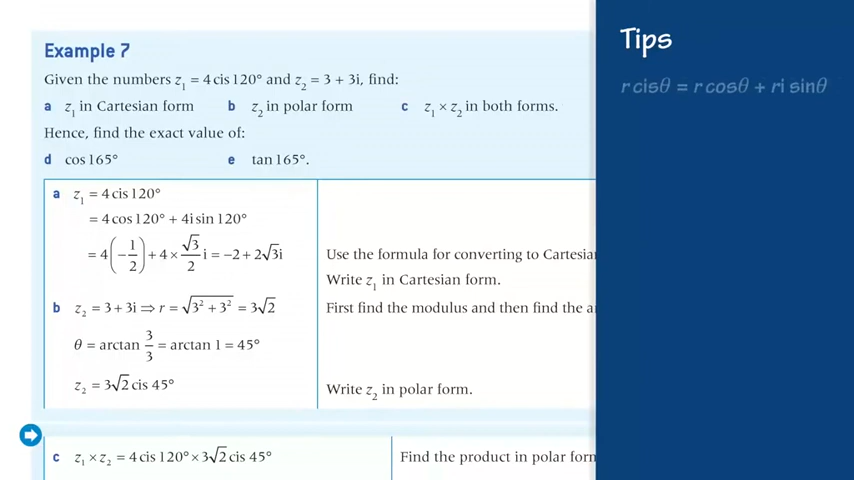 Example 7
Given the numbers z₁ = 4 cis 120° and z₂ = 3 + 3i, find:
a z₁ in Cartesian form b z₂ in polar form c z₁ × z₂ in both forms.
Hence, find the exact value of:
d cos 165° e tan 165°.
a z₁ = 4 cis 120°
= 4 cos 120° + 4i sin 120°
= 4(−1/2) + 4 × √3/2 i = −2 + 2√3i
Use the formula for converting to Cartesia
Write z₁ in Cartesian form.
b z₂ = 3 + 3i ⟹ r = √(3² + 3²) = 3√2
First find the modulus and then find the a
θ = arctan 3/3 = arctan 1 = 45°
z₂ = 3√2 cis 45°
Write z₂ in polar form.
c z₁ × z₂ = 4 cis 120° × 3√2 cis 45°
Find the product in polar form
Tips
r cisθ = r cosθ + ri sinθ